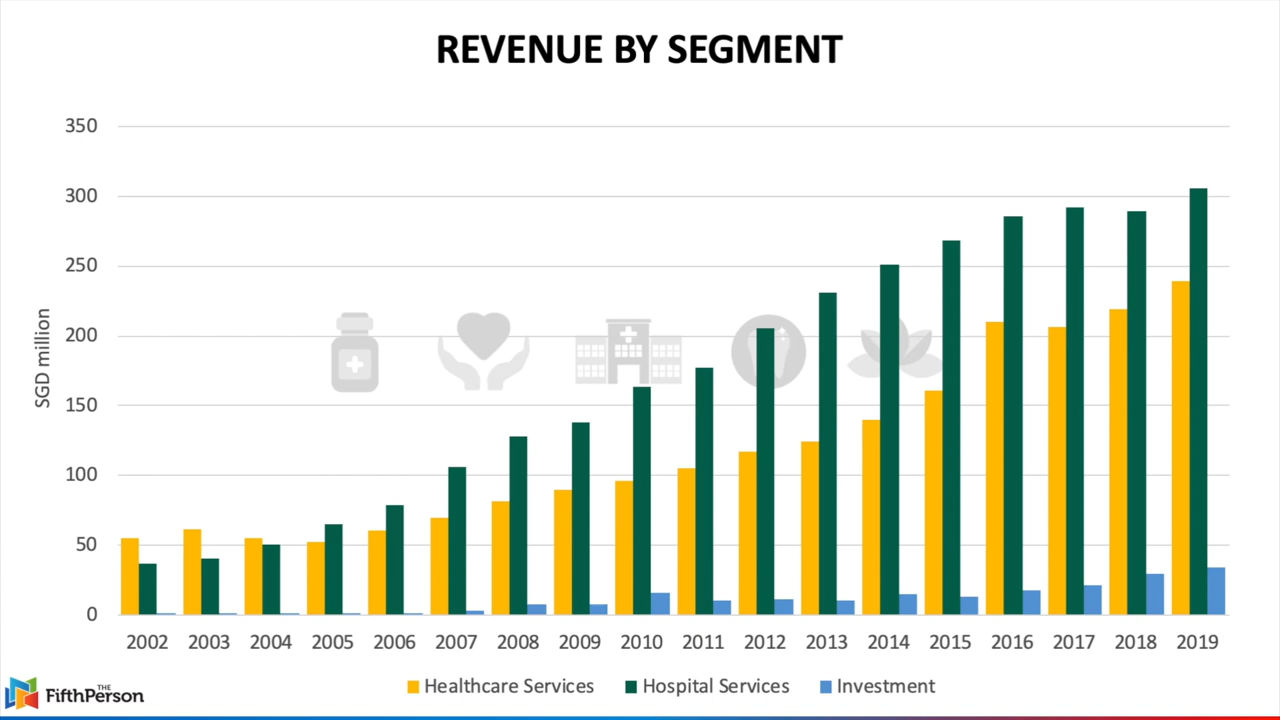 REVENUE BY SEGMENT
350
300
250
200
150
100
50
0
SGD million
2002 2003 2004 2005 2006 2007 2008 2009 2010 2011 2012 2013 2014 2015 2016 2017 2018 2019
Healthcare Services Hospital Services Investment
THE
FifthPerson